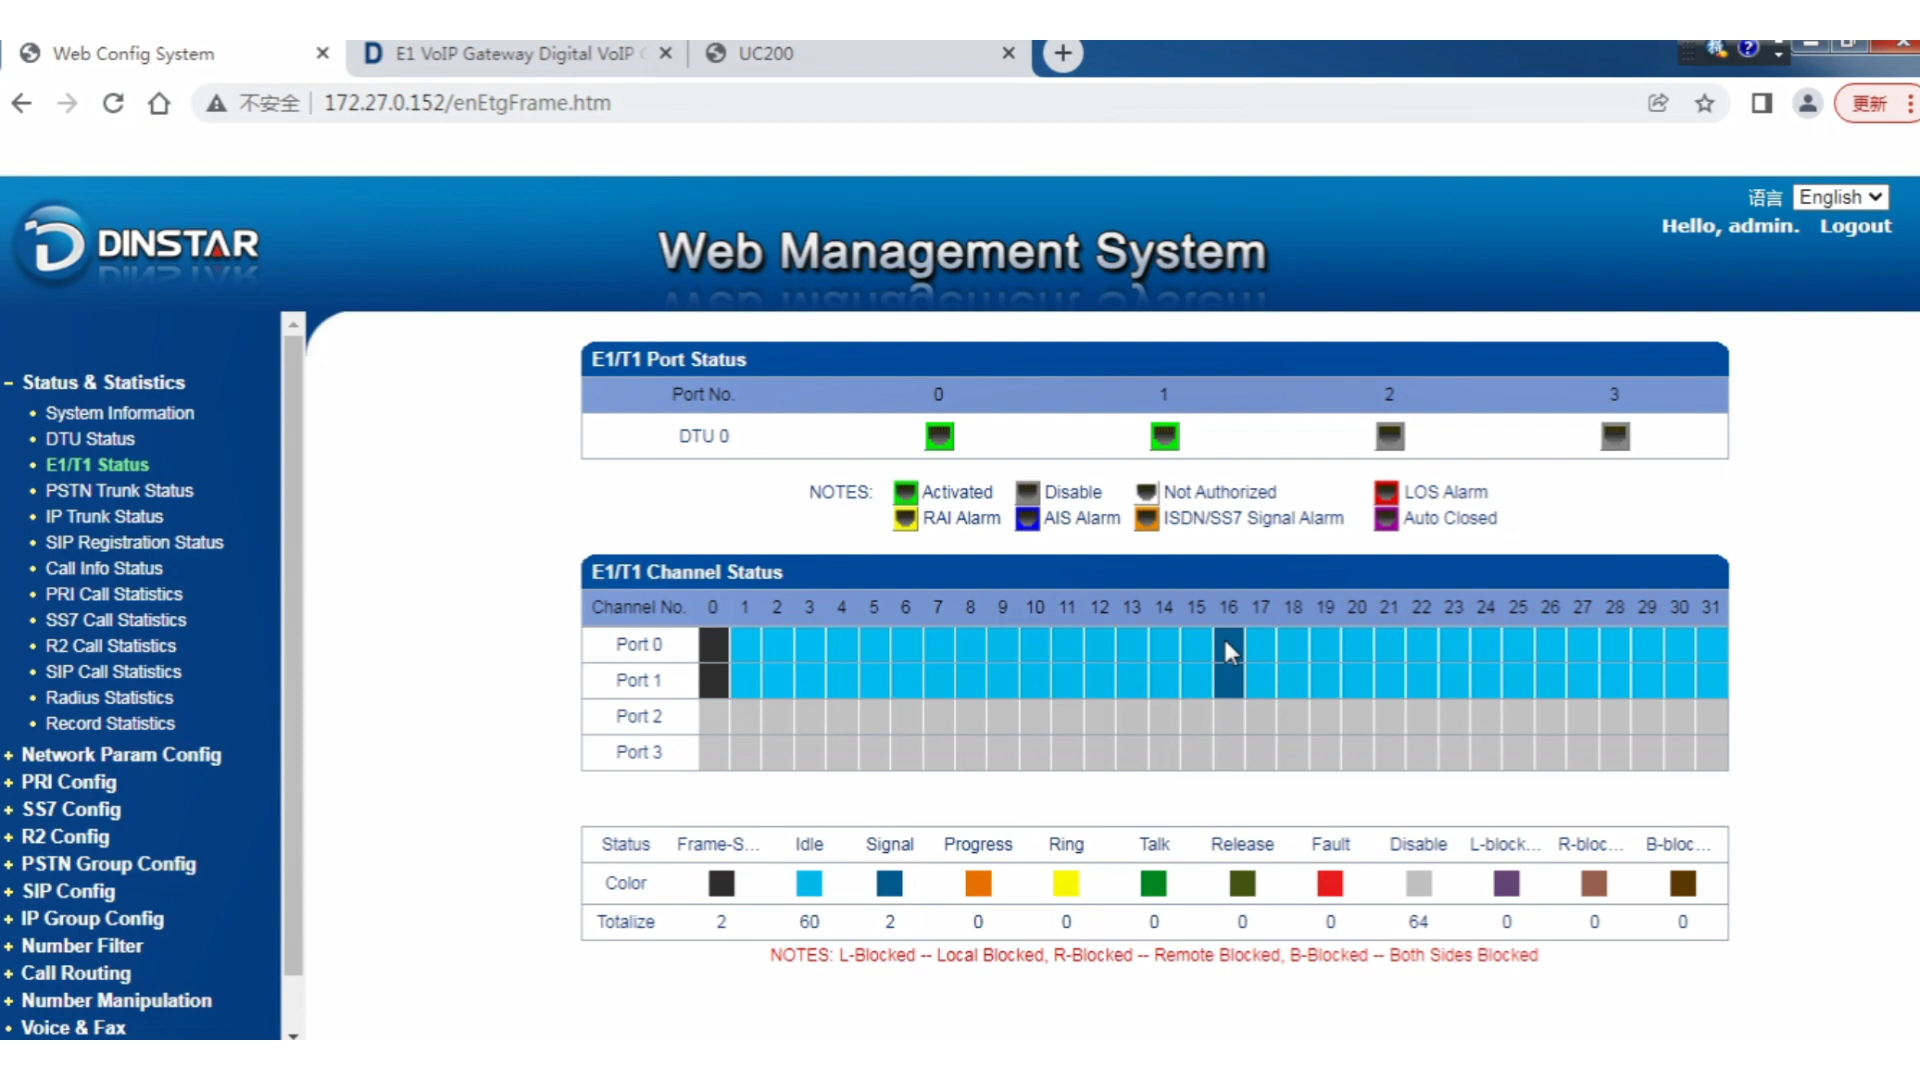 Web Config System
E1 VoIP Gateway Digital VoIP
UC200
不安全 172.27.0.152/enEtgFrame.htm
更新
语言 English
Hello, admin. Logout
DINSTAR
Web Management System
Status & Statistics
System Information
DTU Status
E1/T1 Status
PSTN Trunk Status
IP Trunk Status
SIP Registration Status
Call Info Status
PRI Call Statistics
SS7 Call Statistics
R2 Call Statistics
SIP Call Statistics
Radius Statistics
Record Statistics
Network Param Config
PRI Config
SS7 Config
R2 Config
PSTN Group Config
SIP Config
IP Group Config
Number Filter
Call Routing
Number Manipulation
Voice & Fax
E1/T1 Port Status
Port No. 0 1 2 3
DTU 0
NOTES: Activated Disable Not Authorized LOS Alarm
RAI Alarm AIS Alarm ISDN/SS7 Signal Alarm Auto Closed
E1/T1 Channel Status
Channel No. 0 1 2 3 4 5 6 7 8 9 10 11 12 13 14 15 16 17 18 19 20 21 22 23 24 25 26 27 28 29 30 31
Port 0
Port 1
Port 2
Port 3
Status Frame-S... Idle Signal Progress Ring Talk Release Fault Disable L-block... R-bloc... B-bloc...
Color
Totalize 2 60 2 0 0 0 0 0 64 0 0 0
NOTES: L-Blocked -- Local Blocked, R-Blocked -- Remote Blocked, B-Blocked -- Both Sides Blocked